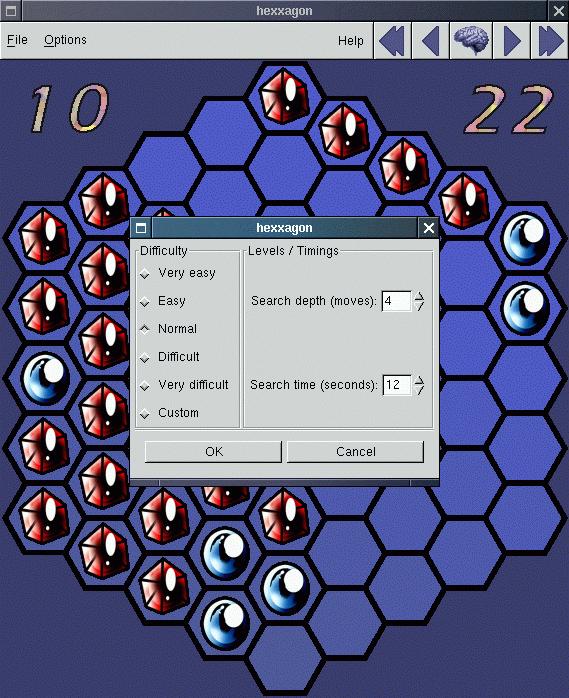 hexxagon
File Options Help
10 22
hexxagon
Difficulty
Levels / Timings
Very easy
Easy
Search depth (moves): 4
Normal
Difficult
Very difficult
Search time (seconds): 12
Custom
OK Cancel